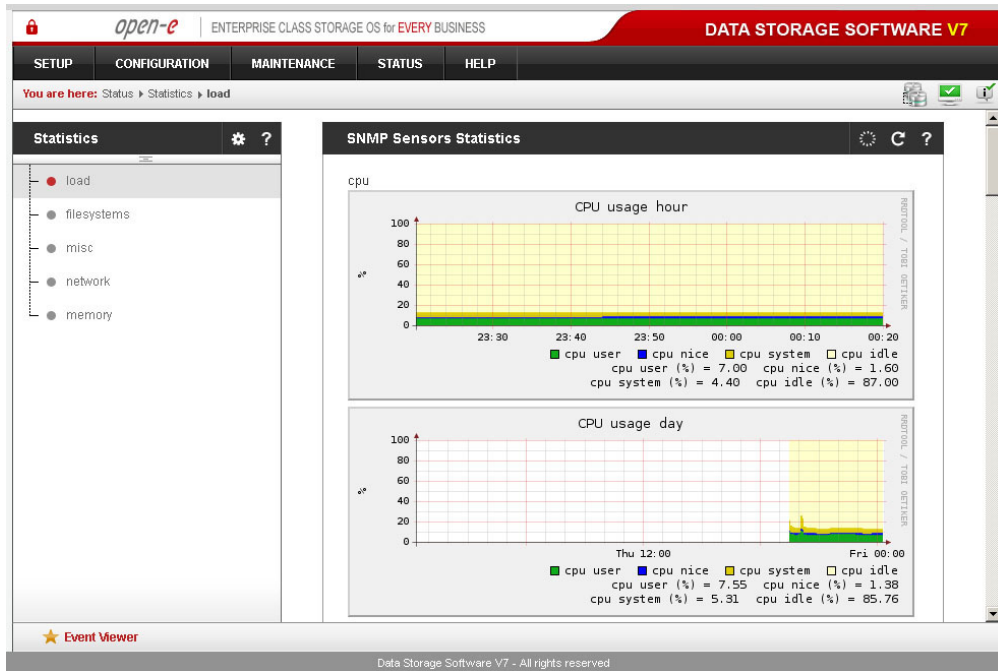 open-e ENTERPRISE CLASS STORAGE OS for EVERY BUSINESS DATA STORAGE SOFTWARE V7
SETUP CONFIGURATION MAINTENANCE STATUS HELP
You are here: Status Statistics load
Statistics ?
load
filesystems
misc
network
memory
SNMP Sensors Statistics ?
cpu
CPU usage hour
RRDTOOL / TOBI OETIKER
%
100
80
60
40
20
0
23:30 23:40 23:50 00:00 00:10 00:20
cpu user cpu nice cpu system cpu idle
cpu user (%) = 7.00 cpu nice (%) = 1.60
cpu system (%) = 4.40 cpu idle (%) = 87.00
CPU usage day
RRDTOOL / TOBI OETIKER
%
100
80
60
40
20
0
Thu 12:00 Fri 00:00
cpu user cpu nice cpu system cpu idle
cpu user (%) = 7.55 cpu nice (%) = 1.38
cpu system (%) = 5.31 cpu idle (%) = 85.76
Event Viewer
Data Storage Software V7 - All rights reserved